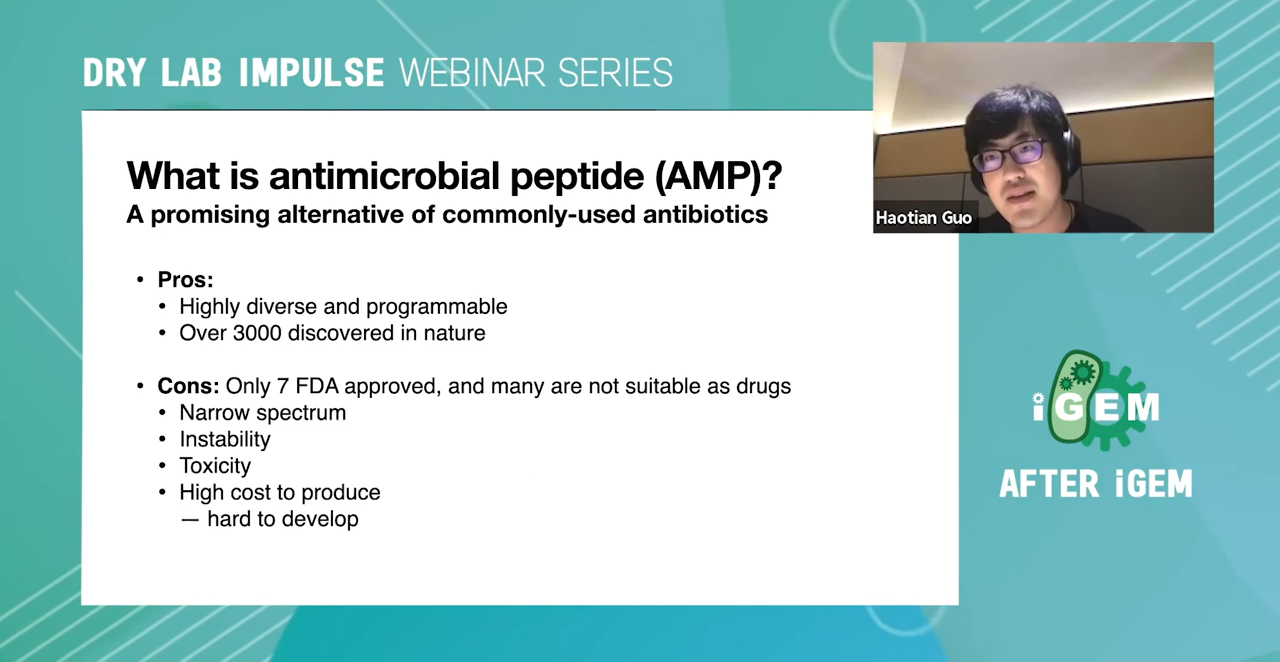 DRY LAB IMPULSE WEBINAR SERIES
What is antimicrobial peptide (AMP)?
A promising alternative of commonly-used antibiotics
• Pros:
• Highly diverse and programmable
• Over 3000 discovered in nature
• Cons: Only 7 FDA approved, and many are not suitable as drugs
• Narrow spectrum
• Instability
• Toxicity
• High cost to produce
— hard to develop
Haotian Guo
iGEM
AFTER iGEM